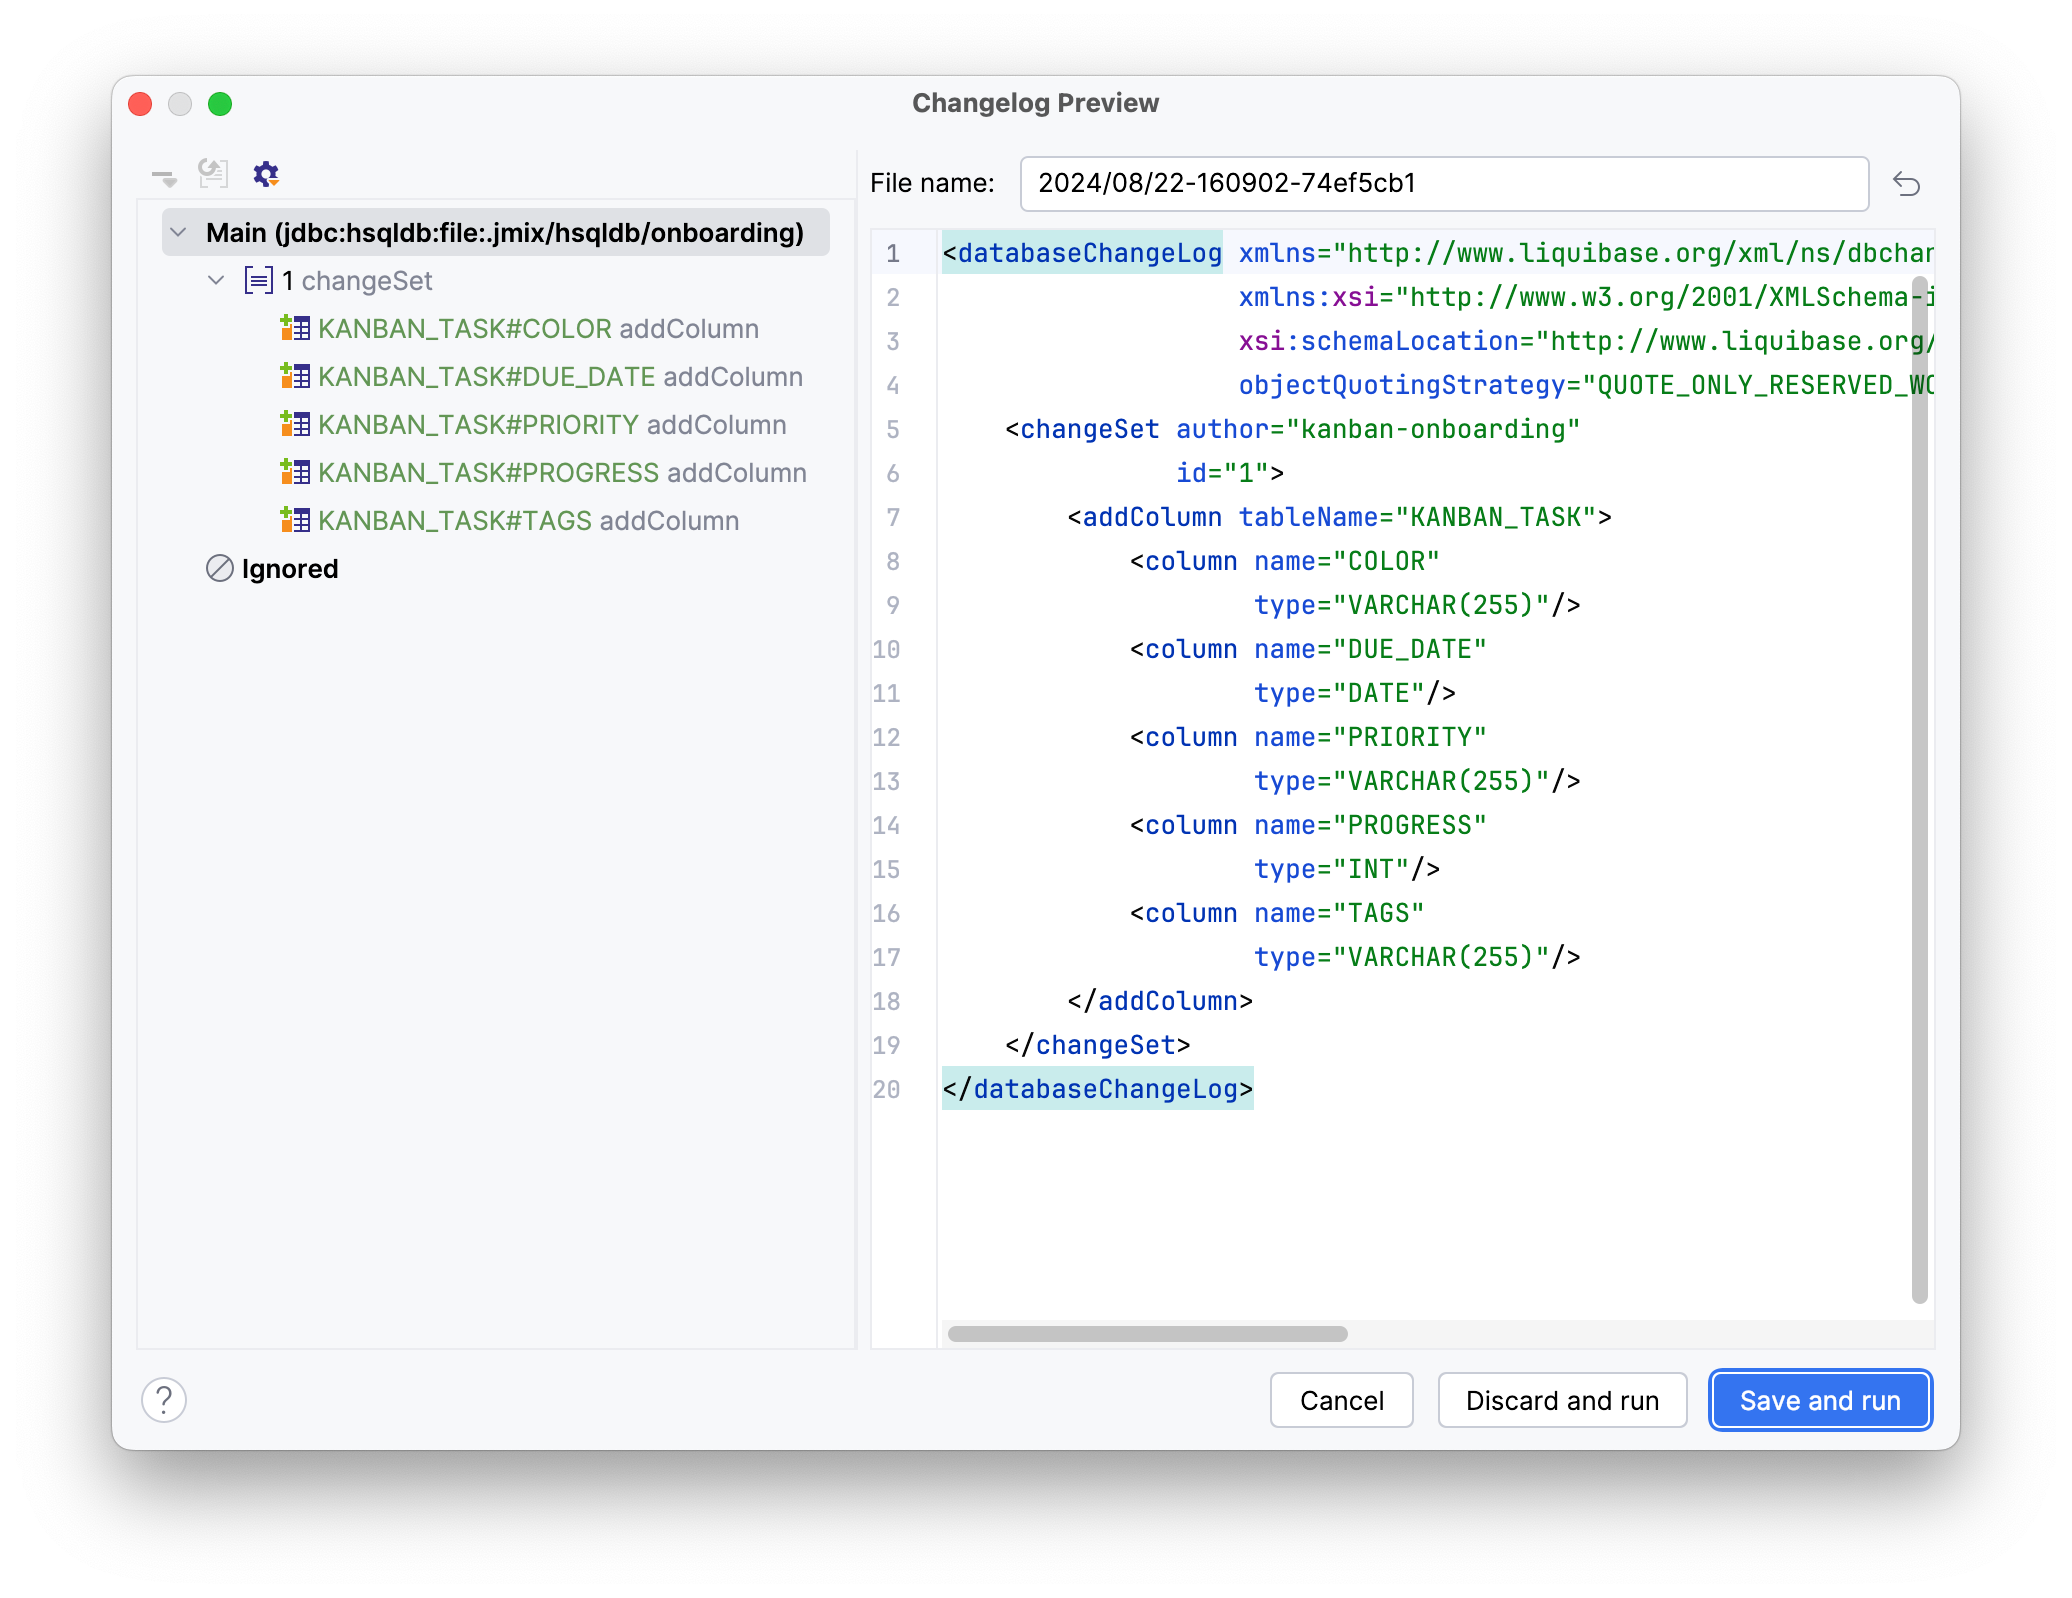 Changelog Preview
Main (jdbc:hsqldb:file:.jmix/hsqldb/onboarding)
1 changeSet
KANBAN_TASK#COLOR addColumn
KANBAN_TASK#DUE_DATE addColumn
KANBAN_TASK#PRIORITY addColumn
KANBAN_TASK#PROGRESS addColumn
KANBAN_TASK#TAGS addColumn
Ignored
File name: 2024/08/22-160902-74ef5cb1
1 <databaseChangeLog xmlns="http://www.liquibase.org/xml/ns/dbchan
2 xmlns:xsi="http://www.w3.org/2001/XMLSchema-i
3 xsi:schemaLocation="http://www.liquibase.org/
4 objectQuotingStrategy="QUOTE_ONLY_RESERVED_WO
5 <changeSet author="kanban-onboarding"
6 id="1">
7 <addColumn tableName="KANBAN_TASK">
8 <column name="COLOR"
9 type="VARCHAR(255)"/>
10 <column name="DUE_DATE"
11 type="DATE"/>
12 <column name="PRIORITY"
13 type="VARCHAR(255)"/>
14 <column name="PROGRESS"
15 type="INT"/>
16 <column name="TAGS"
17 type="VARCHAR(255)"/>
18 </addColumn>
19 </changeSet>
20 </databaseChangeLog>
?
Cancel
Discard and run
Save and run